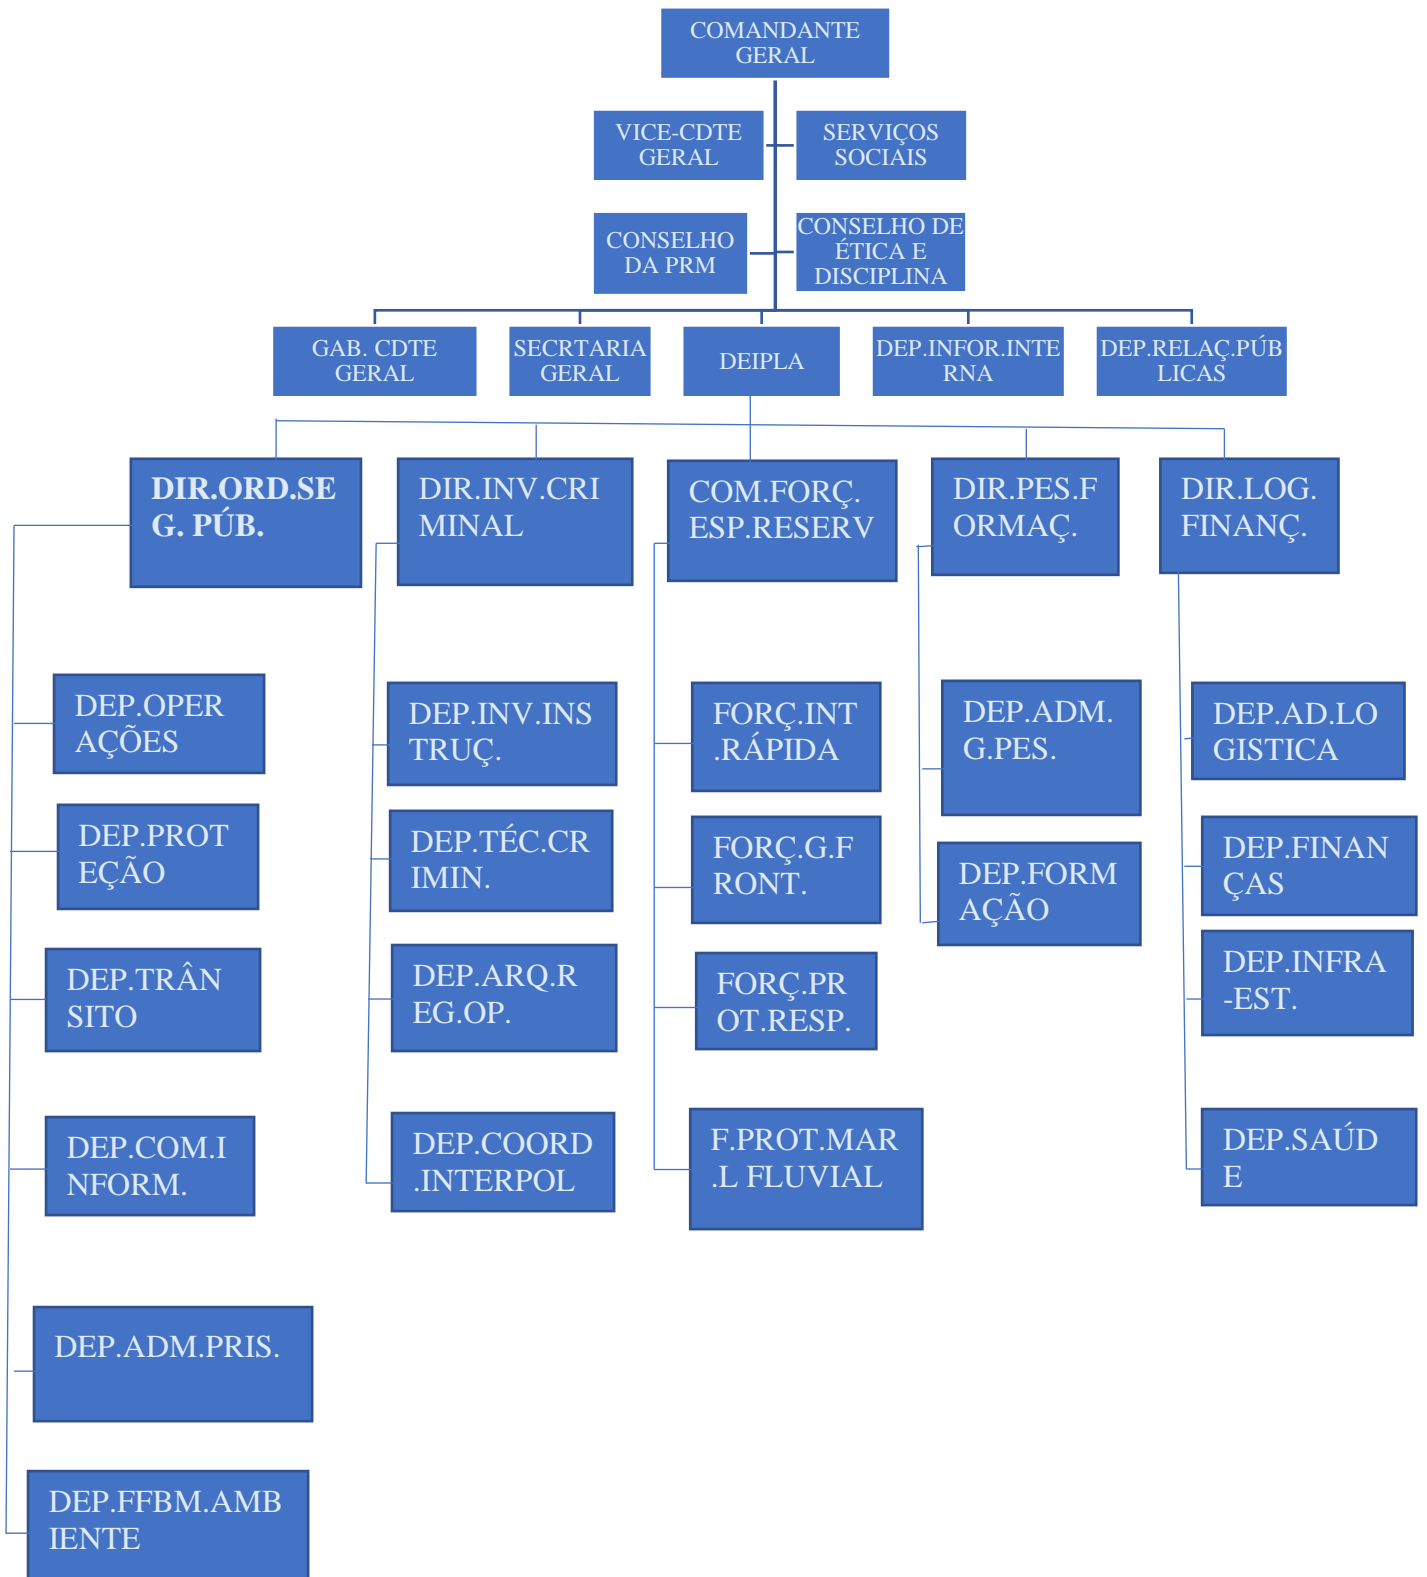 COMANDANTE
GERAL
VICE-CDTE
GERAL
SERVIÇOS
SOCIAIS
CONSELHO
DA PRM
CONSELHO DE
ÉTICA E
DISCIPLINA
GAB. CDTE
GERAL
SECRTARIA
GERAL
DEIPLA
DEP.INFOR.INTE
RNA
DEP.RELAÇ.PÚB
LICAS
DIR.ORD.SE
G. PÚB.
DIR.INV.CRI
MINAL
COM.FORÇ.
ESP.RESERV
DIR.PES.F
ORMAÇ.
DIR.LOG.
FINANÇ.
DEP.OPER
AÇÕES
DEP.INV.INS
TRUÇ.
FORÇ.INT
.RÁPIDA
DEP.ADM.
G.PES.
DEP.AD.LO
GISTICA
DEP.PROT
EÇÃO
DEP.TÉC.CR
IMIN.
FORÇ.G.F
RONT.
DEP.FORM
AÇÃO
DEP.FINAN
ÇAS
DEP.TRÂN
SITO
DEP.ARQ.R
EG.OP.
FORÇ.PR
OT.RESP.
DEP.INFRA
-EST.
DEP.COM.I
NFORM.
DEP.COORD
.INTERPOL
F.PROT.MAR
.L FLUVIAL
DEP.SAÚD
E
DEP.ADM.PRIS.
DEP.FFBM.AMB
IENTE